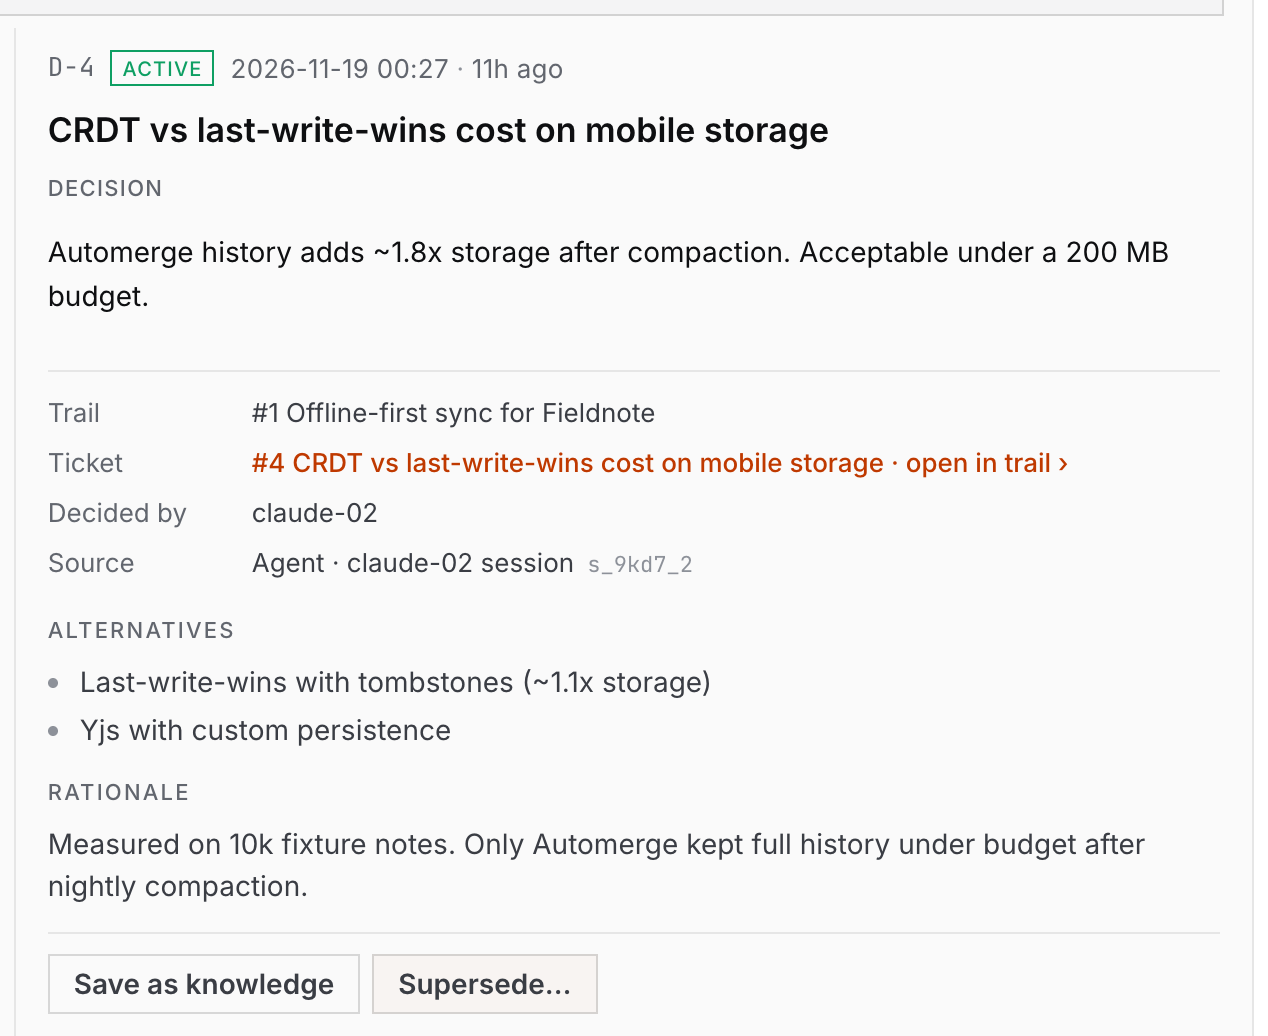 D-4 ACTIVE 2026-11-19 00:27 · 11h ago
CRDT vs last-write-wins cost on mobile storage
DECISION
Automerge history adds ~1.8x storage after compaction. Acceptable under a 200 MB
budget.
Trail #1 Offline-first sync for Fieldnote
Ticket #4 CRDT vs last-write-wins cost on mobile storage · open in trail ›
Decided by claude-02
Source Agent · claude-02 session s_9kd7_2
ALTERNATIVES
• Last-write-wins with tombstones (~1.1x storage)
• Yjs with custom persistence
RATIONALE
Measured on 10k fixture notes. Only Automerge kept full history under budget after
nightly compaction.
Save as knowledge Supersede...